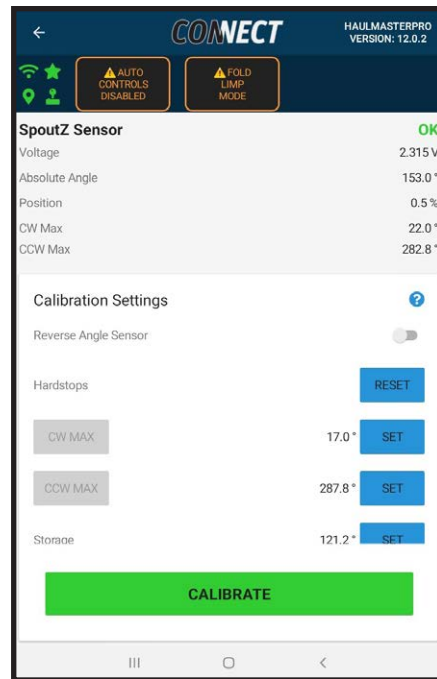 CONNECT
HAULMASTERPRO
VERSION: 12.0.2
AUTO
CONTROLS
DISABLED
FOLD
LIMP
MODE
SpoutZ Sensor OK
Voltage 2.315 V
Absolute Angle 153.0 °
Position 0.5 %
CW Max 22.0 °
CCW Max 282.8 °
Calibration Settings ?
Reverse Angle Sensor
Hardstops RESET
CW MAX 17.0 ° SET
CCW MAX 287.8 ° SET
Storage 121.2 ° SET
CALIBRATE